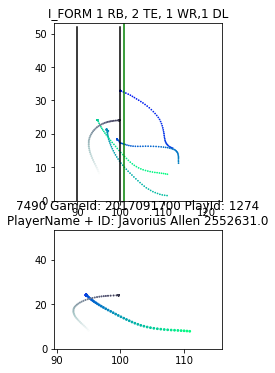 I_FORM 1 RB, 2 TE, 1 WR,1 DL
50
40
30
20
10
0
90 100 110 120
7490 GameId: 2017091700 PlayId: 1274
PlayerName + ID: Javorius Allen 2552631.0
40
20
0
90 100 110